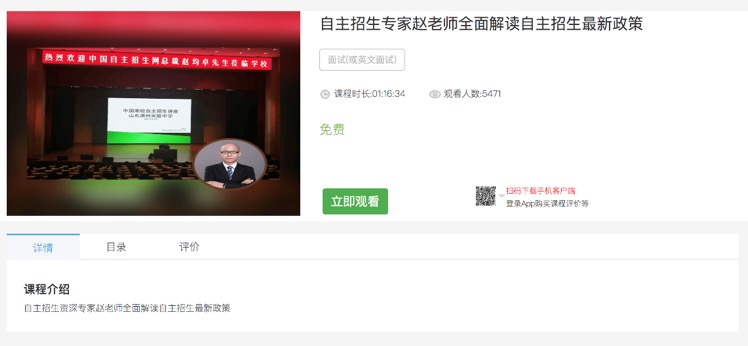 自主招生专家赵老师全面解读自主招生最新政策
热烈欢迎中国自主招生网总裁赵均卓先生莅临学校
面试(或英文面试)
中国高校自主招生讲座
山东滨州实验中学
课程时长:01:16:34
观看人数:5471
免费
立即观看
扫码下载手机客户端
登录App购买课程评价等
详情
目录
评价
课程介绍
自主招生资深专家赵老师全面解读自主招生最新政策